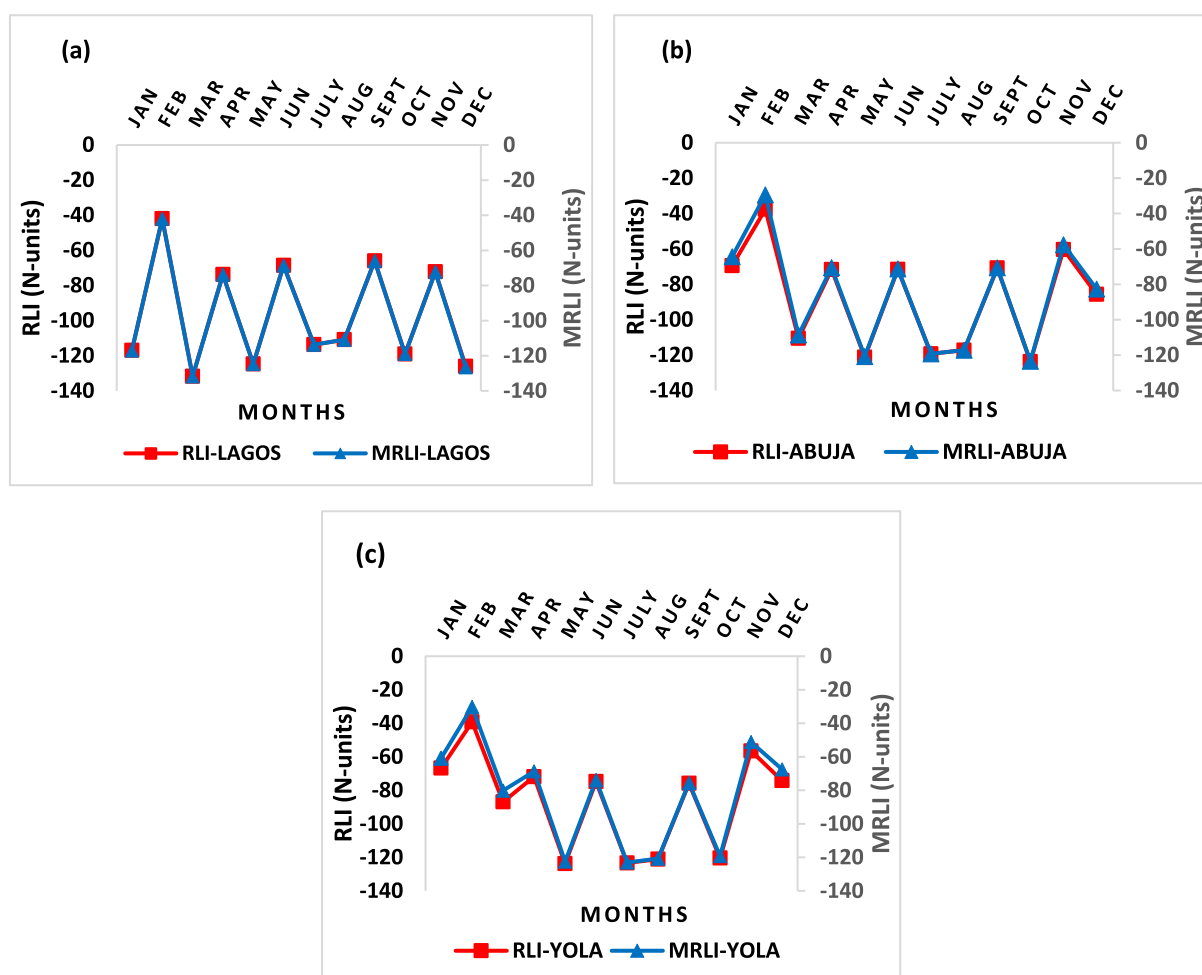 (a)
JAN FEB MAR APR MAY JUN JULY AUG SEPT OCT NOV DEC
0 0
-20 -20
-40 -40
-60 -60
-80 -80
-100 -100
-120 -120
-140 -140
RLI (N-units)
MRLI (N-units)
MONTHS
RLI-LAGOS MRLI-LAGOS
(b)
JAN FEB MAR APR MAY JUN JULY AUG SEPT OCT NOV DEC
0 0
-20 -20
-40 -40
-60 -60
-80 -80
-100 -100
-120 -120
-140 -140
RLI (N-units)
MRLI (N-units)
MONTHS
RLI-ABUJA MRLI-ABUJA
(c)
JAN FEB MAR APR MAY JUN JULY AUG SEPT OCT NOV DEC
0 0
-20 -20
-40 -40
-60 -60
-80 -80
-100 -100
-120 -120
-140 -140
RLI (N-units)
MRLI (N-units)
MONTHS
RLI-YOLA MRLI-YOLA